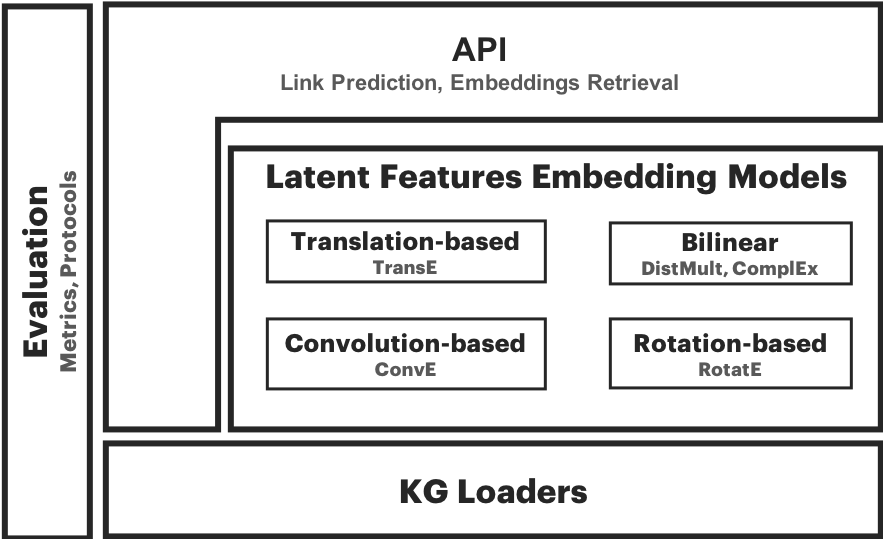 API
Link Prediction, Embeddings Retrieval
Evaluation
Metrics, Protocols
Latent Features Embedding Models
Translation-based
TransE
Bilinear
DistMult, ComplEx
Convolution-based
ConvE
Rotation-based
RotatE
KG Loaders